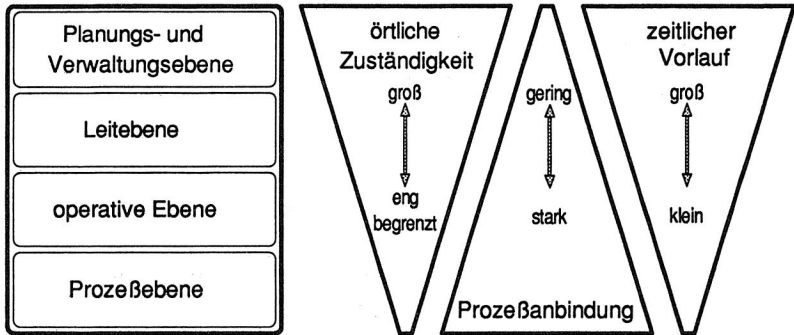 Planungs- und
Verwaltungsebene
Leitebene
operative Ebene
Prozeßebene
örtliche
Zuständigkeit
groß
eng
begrenzt
gering
stark
Prozeßanbindung
zeitlicher
Vorlauf
groß
klein